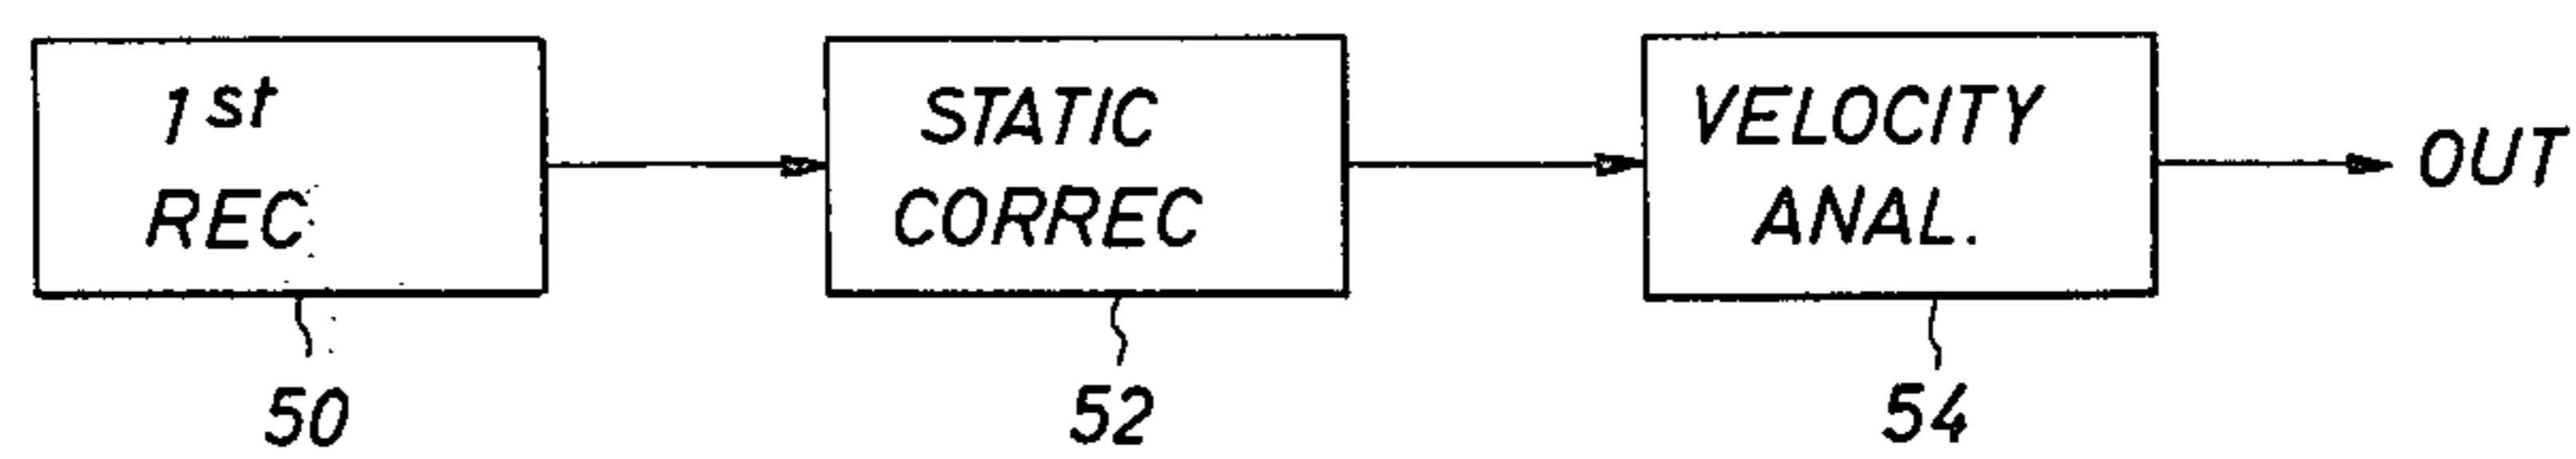 1st
REC
STATIC
CORREC
VELOCITY
ANAL.
OUT
50
52
54